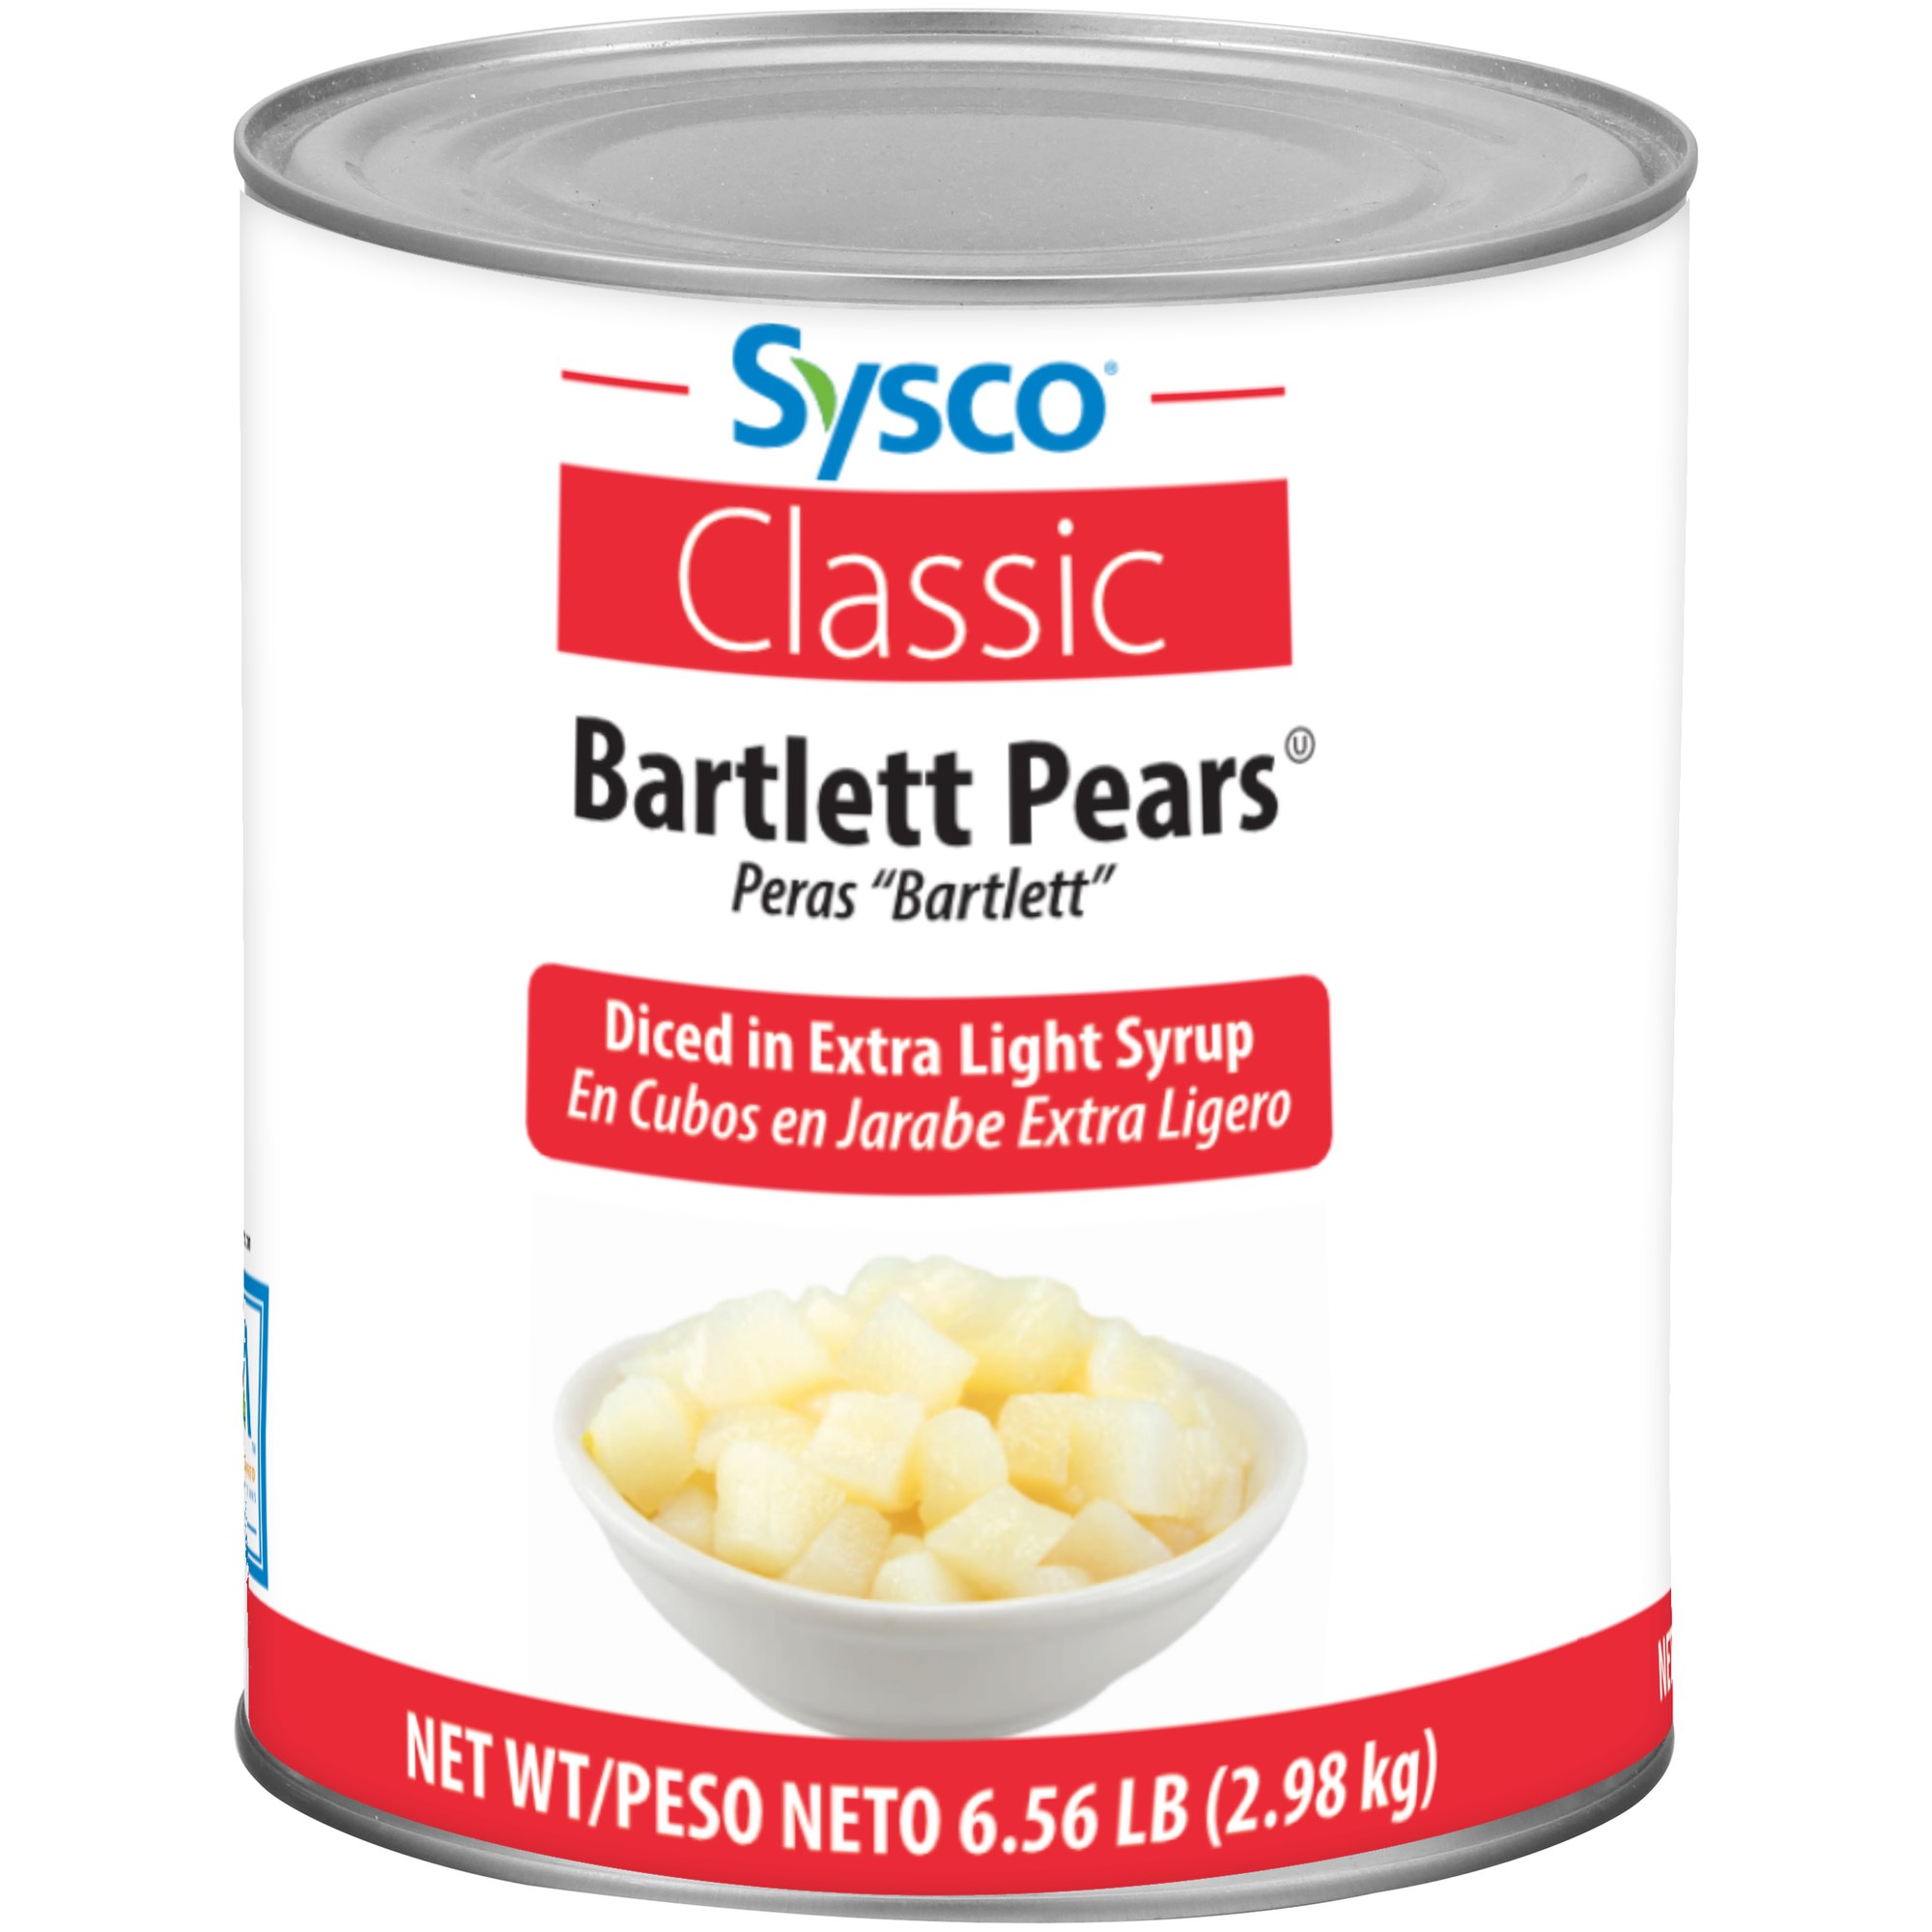 Sysco®
Classic
Bartlett Pears Ⓤ
Peras “Bartlett”
Diced in Extra Light Syrup
En Cubos en Jarabe Extra Ligero
NET WT/PESO NETO 6.56 LB (2.98 kg)